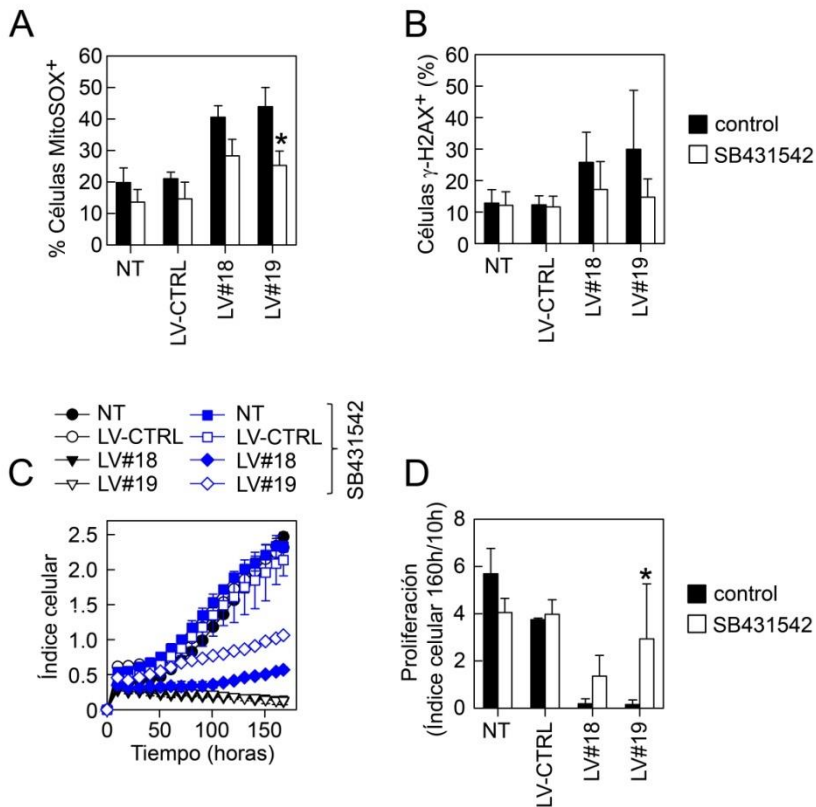 A
% Células MitoSOX+
60
50
40
30
20
10
0
NT
LV-CTRL
LV#18
LV#19
*
B
Células γ-H2AX+ (%)
60
50
40
30
20
10
0
NT
LV-CTRL
LV#18
LV#19
control
SB431542
C
NT
LV-CTRL
LV#18
LV#19
NT
LV-CTRL
LV#18
LV#19
SB431542
Índice celular
2.5
2.0
1.5
1.0
0.5
0
0 50 100 150
Tiempo (horas)
D
Proliferación
(Índice celular 160h/10h)
8
6
4
2
0
NT
LV-CTRL
LV#18
LV#19
*
control
SB431542